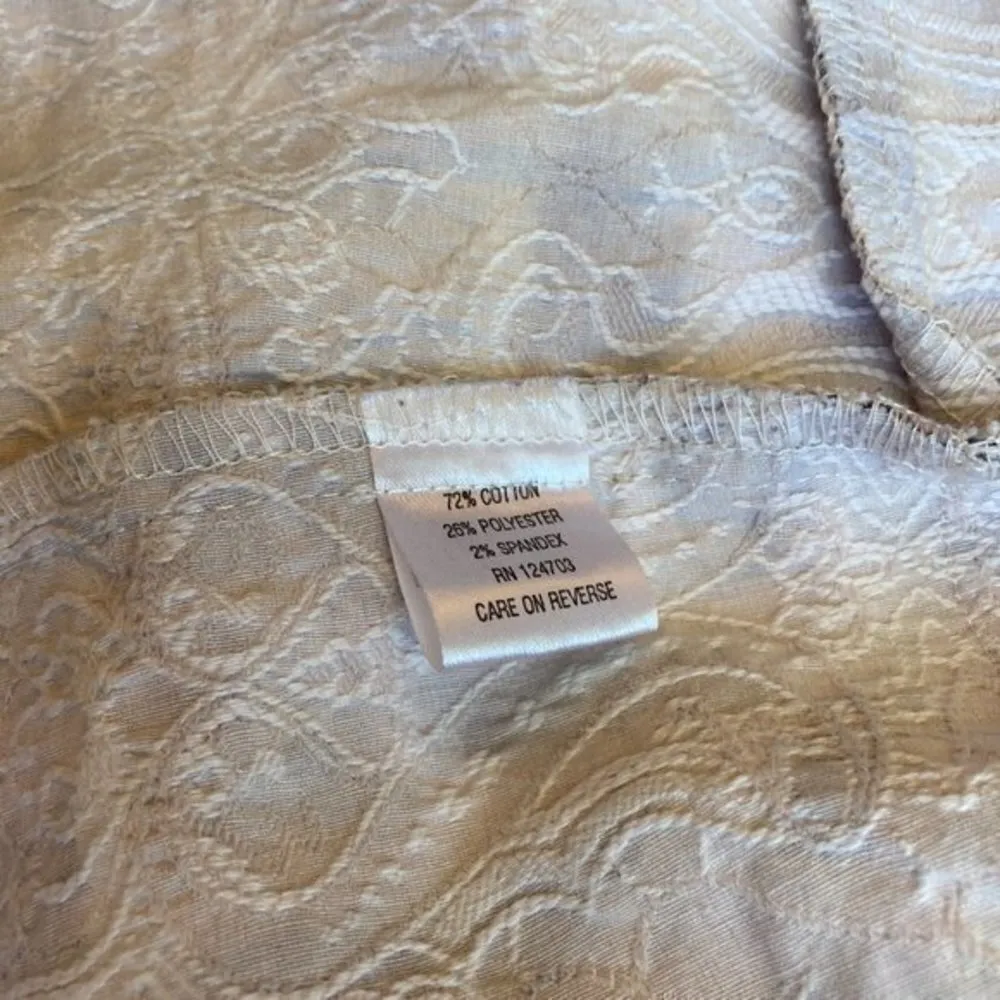 72% COTTON
26% POLYESTER
2% SPANDEX
RN 124703
CARE ON REVERSE